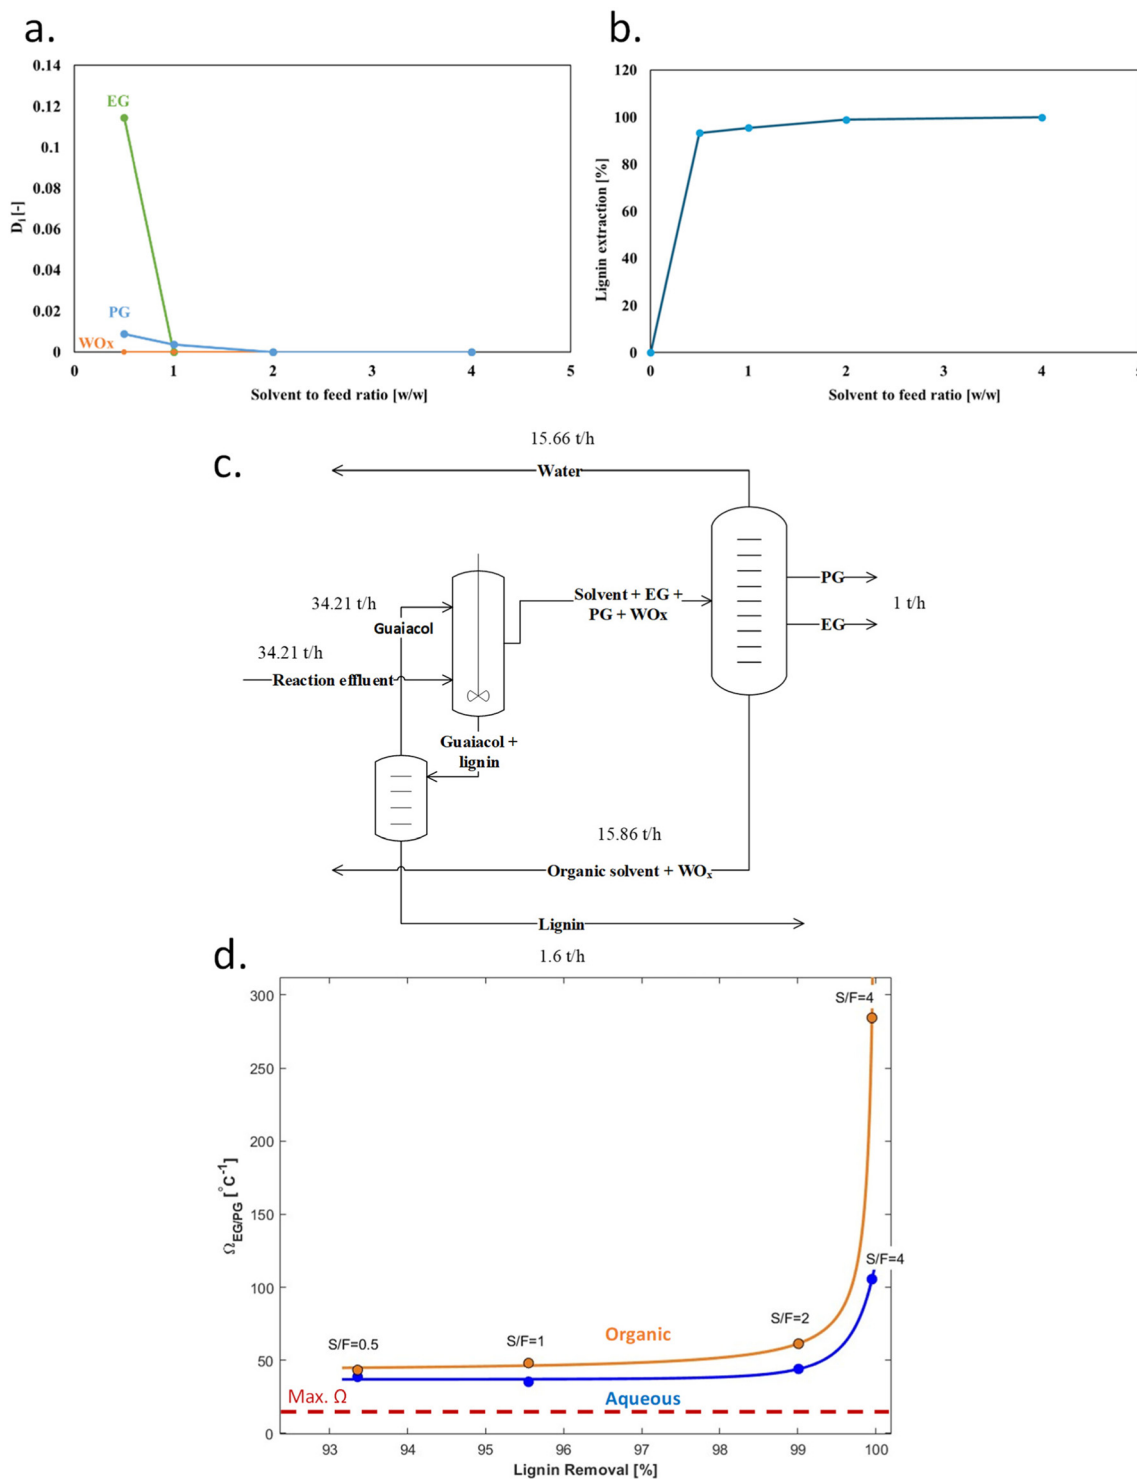 a.
0.14
0.12
0.1
0.08
0.06
0.04
0.02
0
Di [-]
EG
PG
WOx
0 1 2 3 4 5
Solvent to feed ratio [w/w]
b.
120
100
80
60
40
20
0
Lignin extraction [%]
0 1 2 3 4
Solvent to feed ratio [w/w]
c.
15.66 t/h
Water
Solvent + EG +
PG + WOx
PG
EG
1 t/h
34.21 t/h
Guaiacol
34.21 t/h
Reaction effluent
Guaiacol +
lignin
15.86 t/h
Organic solvent + WOx
Lignin
1.6 t/h
d.
300
250
200
150
100
50
0
ΩEG/PG [°C-1]
S/F=4
S/F=4
S/F=2
S/F=1
S/F=0.5
Organic
Aqueous
Max. Ω
93 94 95 96 97 98 99 100
Lignin Removal [%]